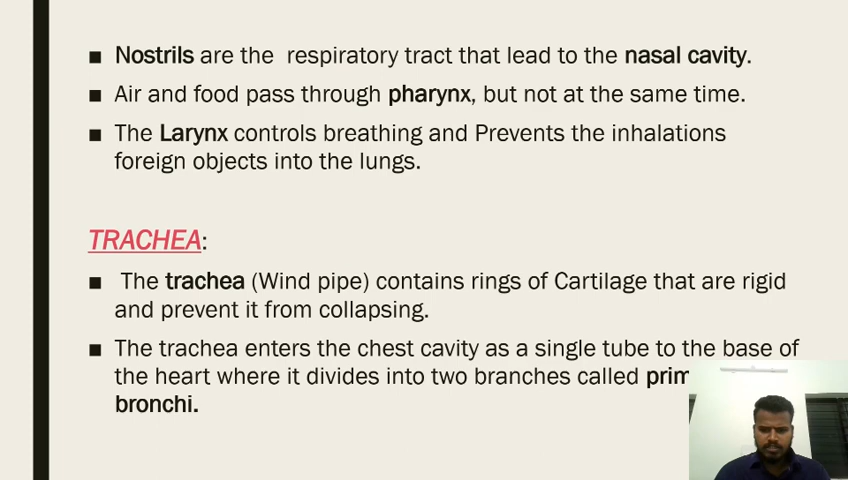 ■ Nostrils are the respiratory tract that lead to the nasal cavity.
■ Air and food pass through pharynx, but not at the same time.
■ The Larynx controls breathing and Prevents the inhalations
foreign objects into the lungs.
TRACHEA:
■ The trachea (Wind pipe) contains rings of Cartilage that are rigid
and prevent it from collapsing.
■ The trachea enters the chest cavity as a single tube to the base of
the heart where it divides into two branches called
bronchi.